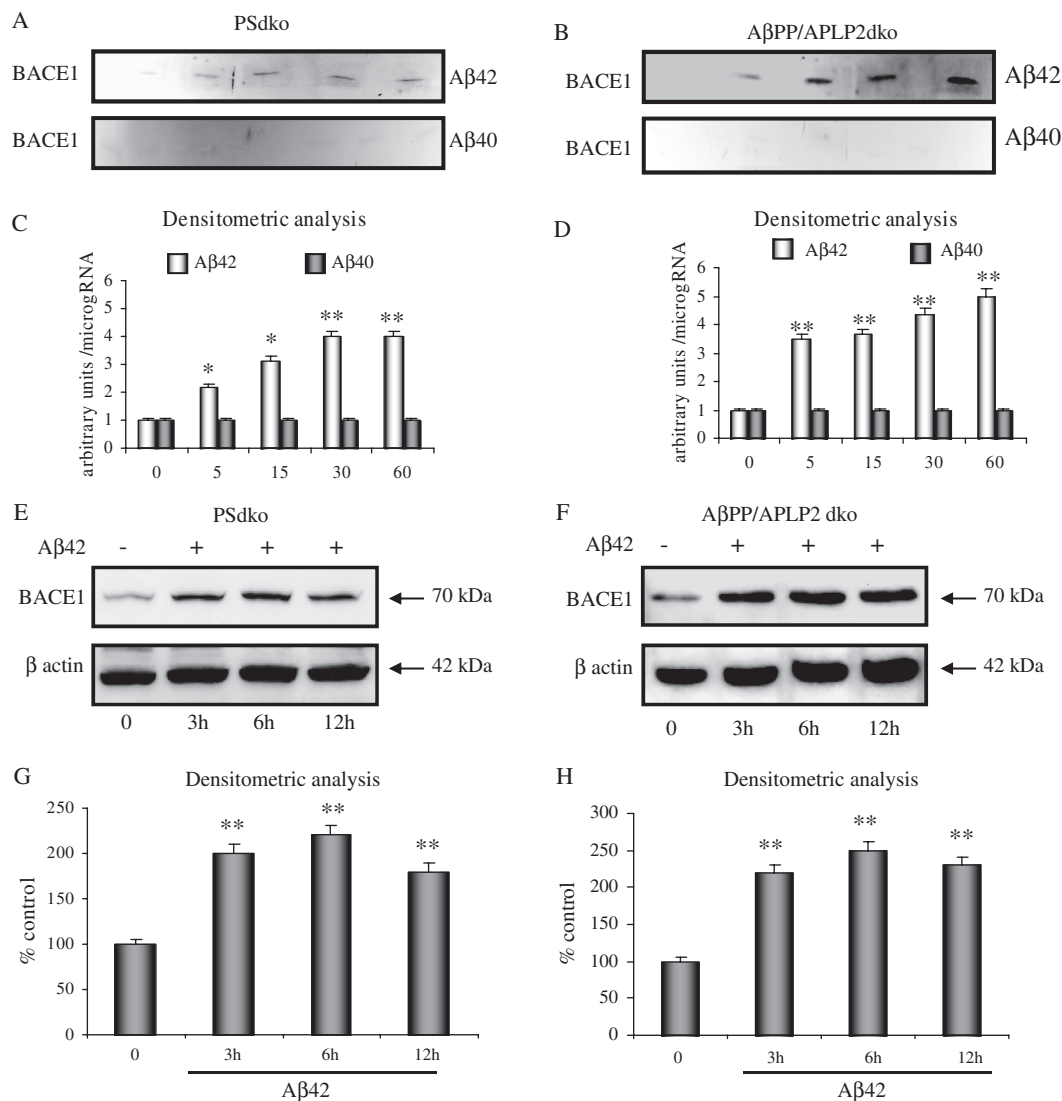 A
PSdko
BACE1
Aβ42
BACE1
Aβ40
B
AβPP/APLP2dko
BACE1
Aβ42
BACE1
Aβ40
C
Densitometric analysis
Aβ42
Aβ40
arbitrary units /microgRNA
6
5
4
3
2
1
0
*
*
**
**
0 5 15 30 60
D
Densitometric analysis
Aβ42
Aβ40
arbitrary units /microgRNA
6
5
4
3
2
1
0
**
**
**
**
0 5 15 30 60
E
PSdko
Aβ42 - + + +
BACE1
70 kDa
β actin
42 kDa
0 3h 6h 12h
F
AβPP/APLP2 dko
Aβ42 - + + +
BACE1
70 kDa
β actin
42 kDa
0 3h 6h 12h
G
Densitometric analysis
% control
250
200
150
100
50
0
**
**
**
0 3h 6h 12h
Aβ42
H
Densitometric analysis
% control
300
250
200
150
100
50
0
**
**
**
0 3h 6h 12h
Aβ42